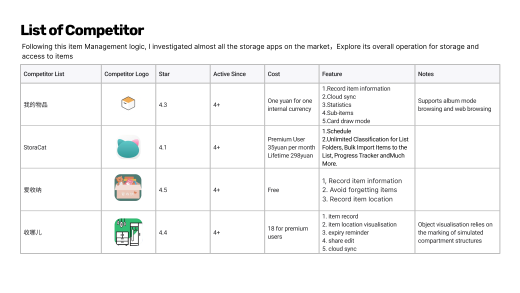 List of Competitor
Following this item Management logic, I investigated almost all the storage apps on the market，Explore its overall operation for storage and
access to items
Competitor List
Competitor Logo
Star
Active Since
Cost
Feature
Notes
我的物品
4.3
4+
One yuan for one
internal currency
1.Record item information
2.Cloud sync
3.Statistics
4.Sub-items
5.Card draw mode
Supports album mode
browsing and web browsing
StoraCat
4.1
4+
Premium User
35yuan per month
Lifetime 298yuan
1.Schedule
2.Unlimited Classification for List
Folders, Bulk Import Items to the
List, Progress Tracker andMuch
More.
爱收纳
4.5
4+
Free
1, Record item information
2. Avoid forgetting items
3. Record item location
收哪儿
4.4
4+
18 for premium
users
1. item record
2. item location visualisation
3. expiry reminder
4. share edit
5. cloud sync
Object visualisation relies on
the marking of simulated
compartment structures